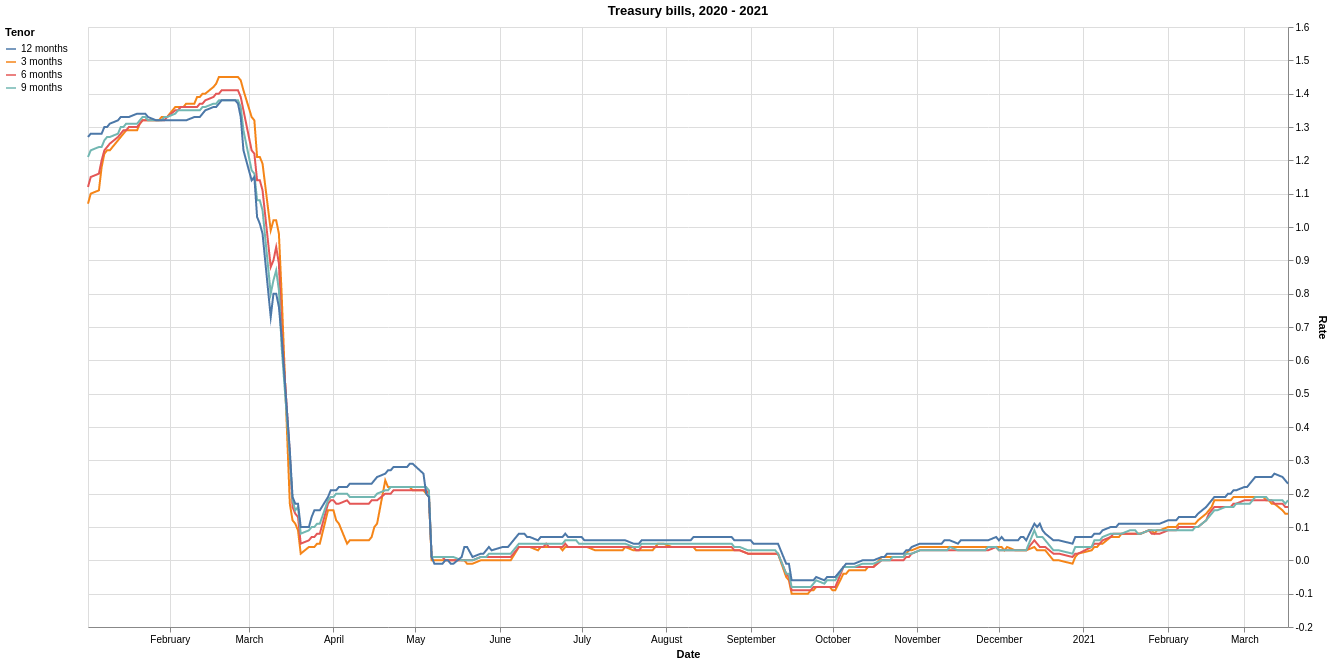 Treasury bills, 2020 - 2021
Tenor
12 months
3 months
6 months
9 months
1.6
1.5
1.4
1.3
1.2
1.1
1.0
0.9
0.8
0.7
0.6
0.5
0.4
0.3
0.2
0.1
0.0
-0.1
-0.2
Rate
February March April May June July August September October November December 2021 February March
Date